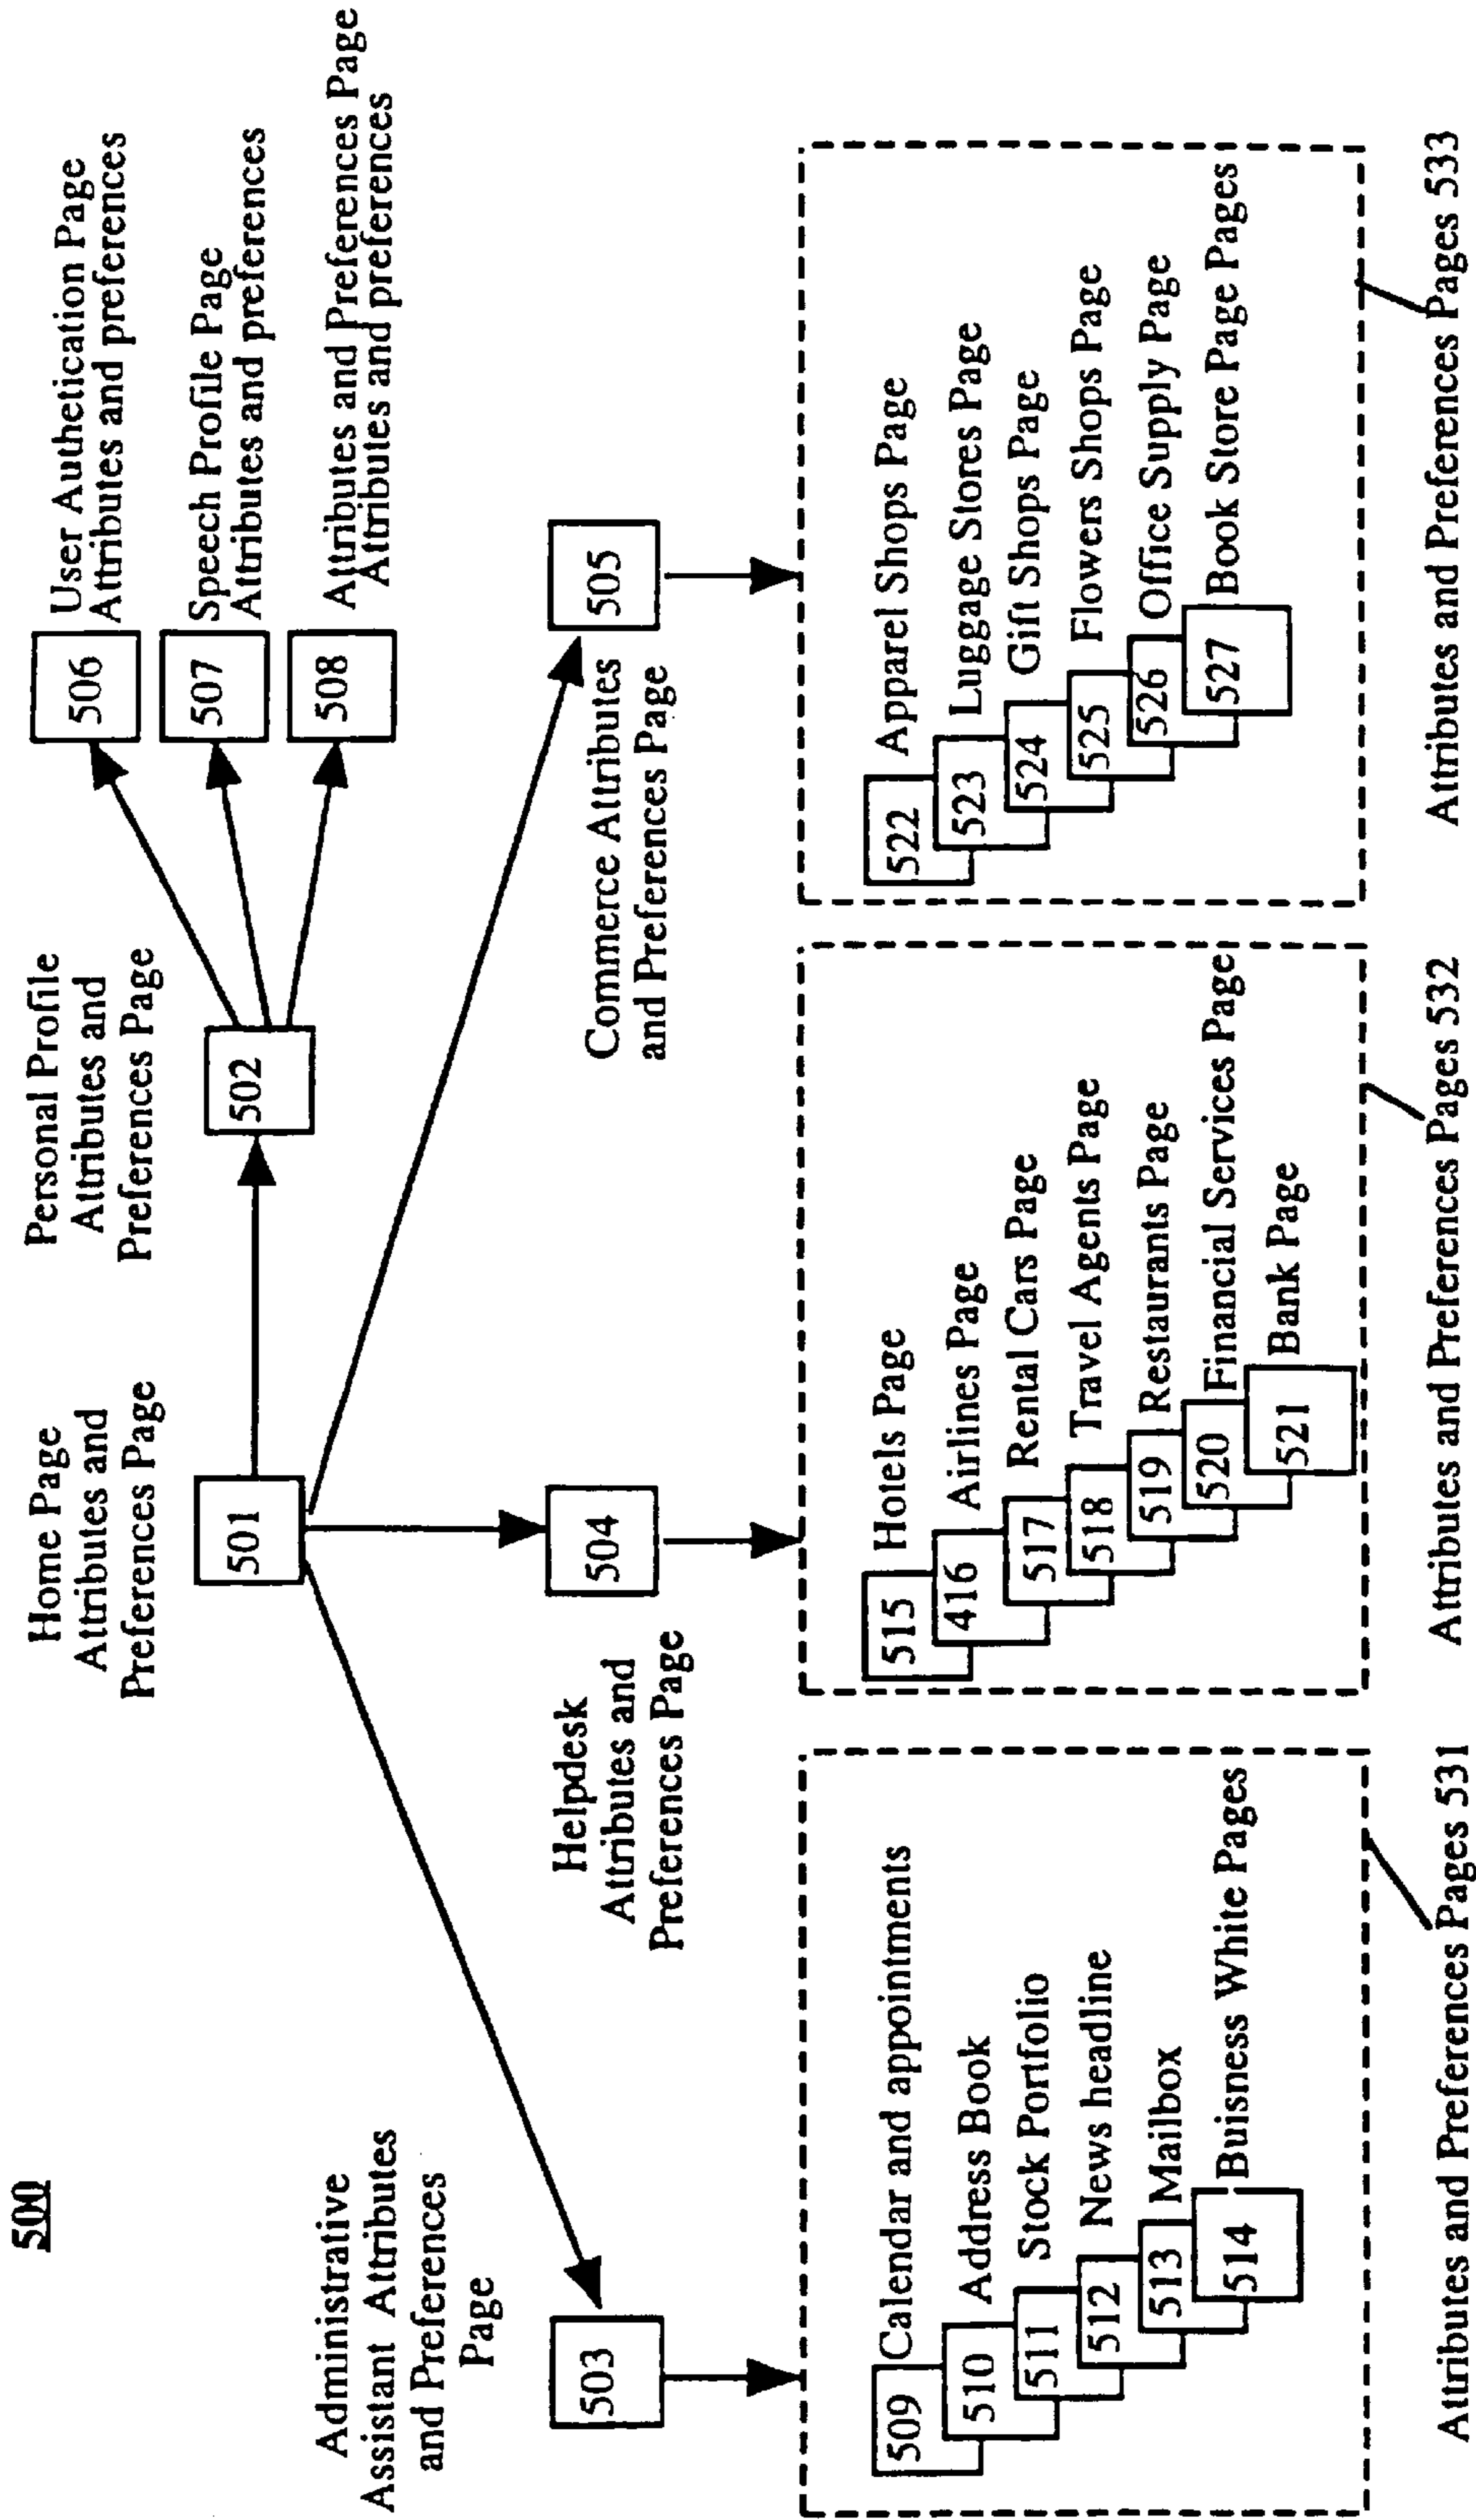 500
Home Page
Attributes and
Preferences Page
501
Personal Profile
Attributes and
Preferences Page
502
506
User Authetication Page
Attributes and preferences
507
Speech Profile Page
Attributes and preferences
508
Attributes and Preferences Page
Attributes and preferences
Administrative
Assistant Attributes
and Preferences
Page
503
Helpdesk
Attributes and
Preferences Page
504
Commerce Attributes
and Preferences Page
505
509 Calendar and appointments
510 Address Book
511 Stock Portfolio
512 News headline
513 Mailbox
514 Buisness White Pages
Attributes and Preferences Pages 531
515 Hotels Page
416 Airlines Page
517 Rental Cars Page
518 Travel Agents Page
519 Restaurants Page
520 Financial Services Page
521 Bank Page
Attributes and Preferences Pages 532
522 Apparel Shops Page
523 Luggage Stores Page
524 Gift Shops Page
525 Flowers Shops Page
526 Office Supply Page
527 Book Store Page Pages
Attributes and Preferences Pages 533